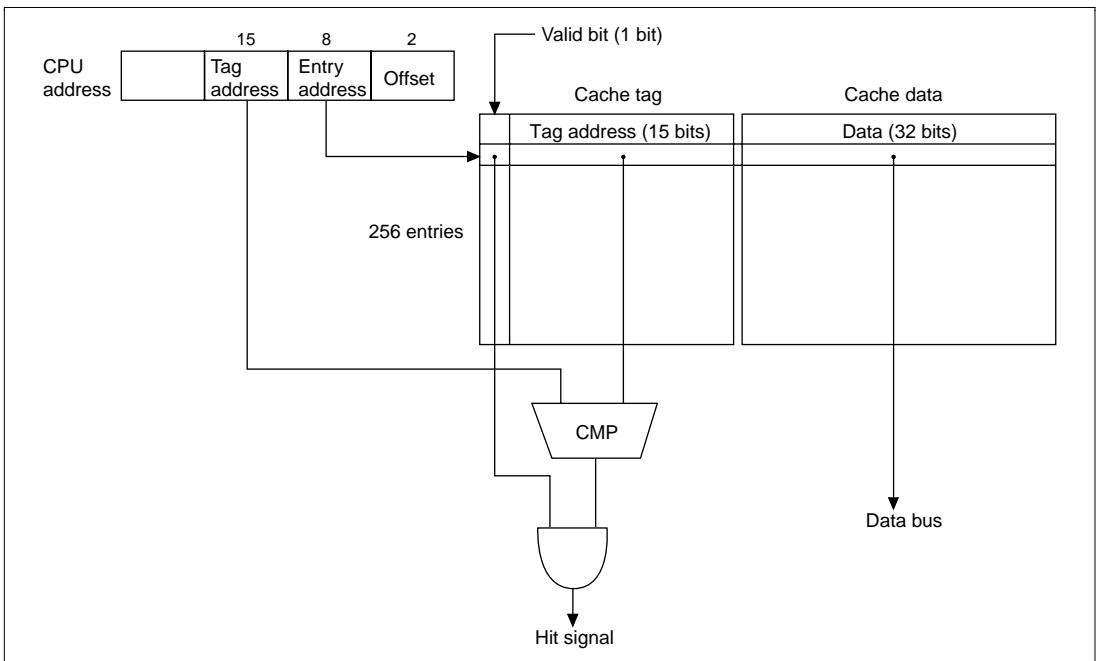 15 8 2
Valid bit (1 bit)
CPU
address
Tag
address
Entry
address
Offset
Cache tag
Cache data
Tag address (15 bits)
Data (32 bits)
256 entries
CMP
Data bus
Hit signal